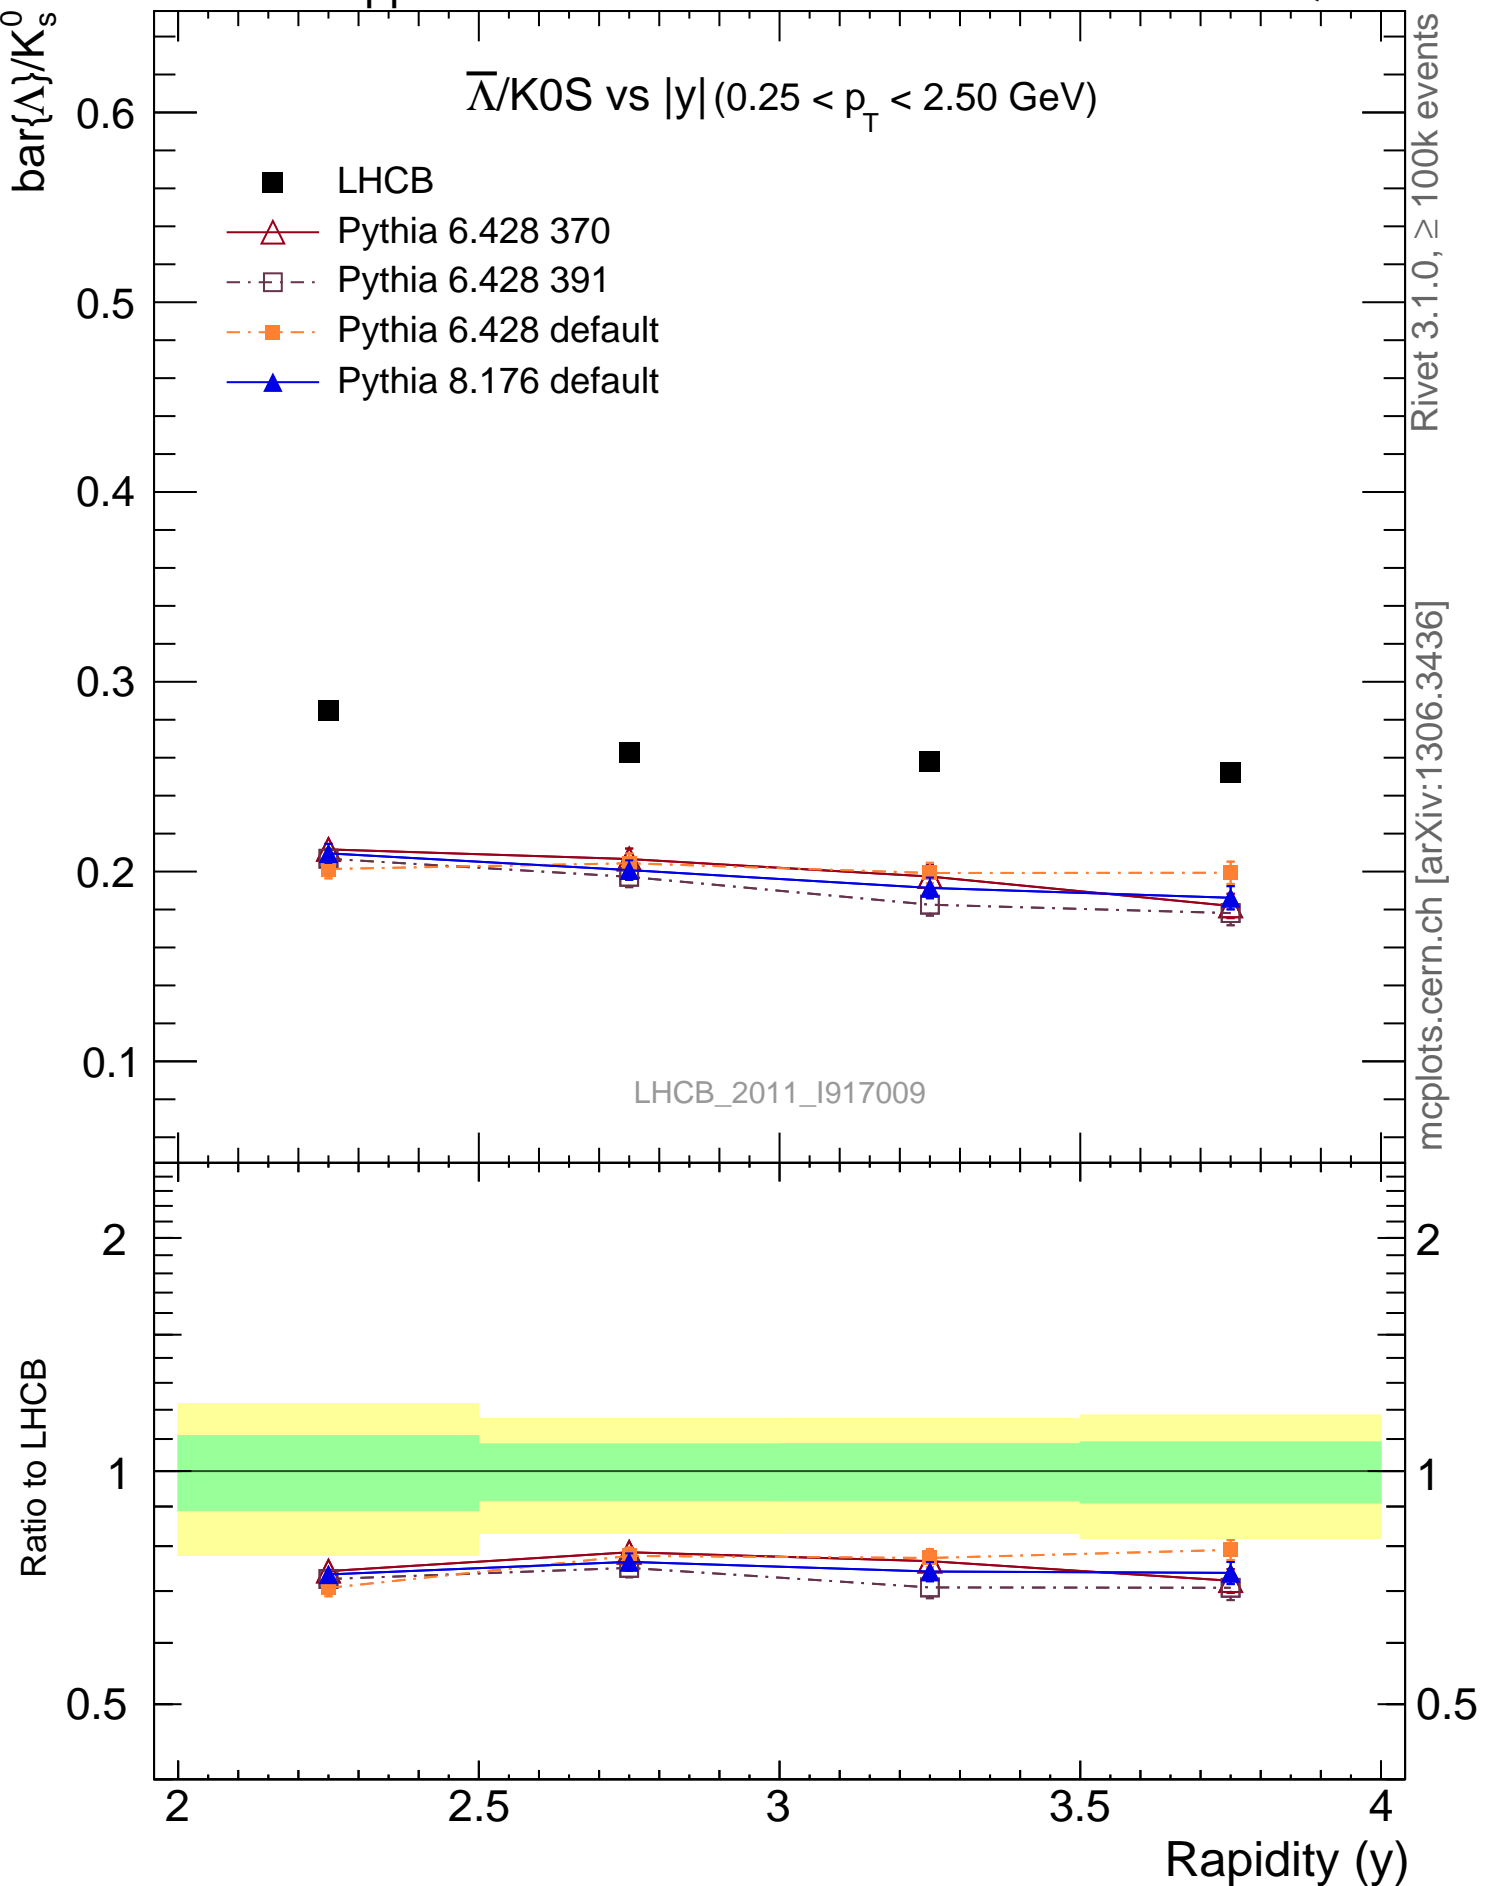 bar{Λ}/K⁰ₛ
Λ̅/K0S vs |y| (0.25 < p_T < 2.50 GeV)
LHCB
Pythia 6.428 370
Pythia 6.428 391
Pythia 6.428 default
Pythia 8.176 default
0.6
0.5
0.4
0.3
0.2
0.1
LHCB_2011_I917009
Rivet 3.1.0, ≥ 100k events
mcplots.cern.ch [arXiv:1306.3436]
Ratio to LHCB
2
1
0.5
2
1
0.5
2
2.5
3
3.5
4
Rapidity (y)